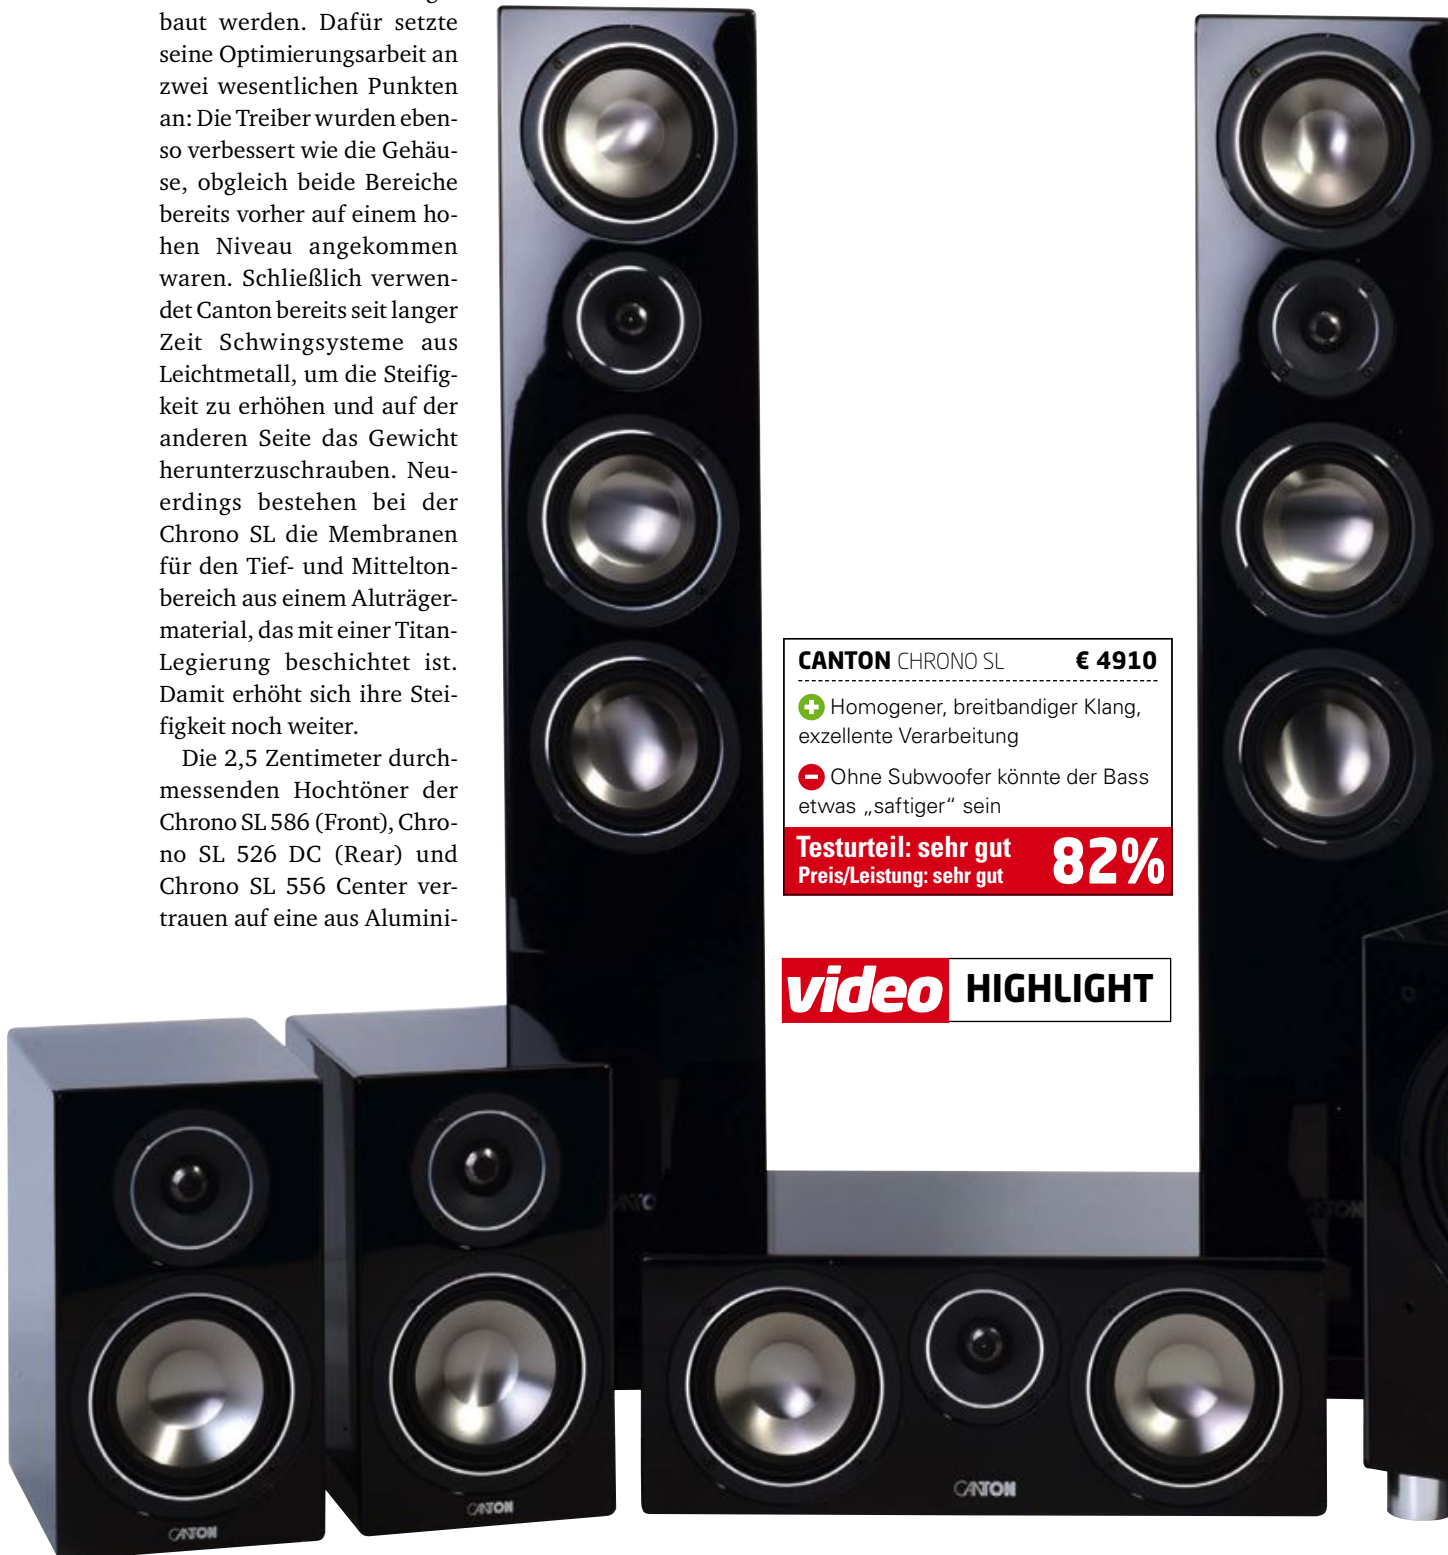 baut werden. Dafür setzte
seine Optimierungsarbeit an
zwei wesentlichen Punkten
an: Die Treiber wurden eben-
so verbessert wie die Gehäu-
se, obgleich beide Bereiche
bereits vorher auf einem ho-
hen Niveau angekommen
waren. Schließlich verwen-
det Canton bereits seit langer
Zeit Schwingsysteme aus
Leichtmetall, um die Steifig-
keit zu erhöhen und auf der
anderen Seite das Gewicht
herunterzuschrauben. Neu-
erdings bestehen bei der
Chrono SL die Membranen
für den Tief- und Mittelton-
bereich aus einem Aluträger-
material, das mit einer Titan-
Legierung beschichtet ist.
Damit erhöht sich ihre Stei-
figkeit noch weiter.
Die 2,5 Zentimeter durch-
messenden Hochtöner der
Chrono SL 586 (Front), Chro-
no SL 526 DC (Rear) und
Chrono SL 556 Center ver-
trauen auf eine aus Alumini-
CANTON CHRONO SL € 4910
Homogener, breitbandiger Klang,
exzellente Verarbeitung
Ohne Subwoofer könnte der Bass
etwas „saftiger“ sein
Testurteil: sehr gut 82%
Preis/Leistung: sehr gut
video HIGHLIGHT
CANTON
CANTON
CANTON